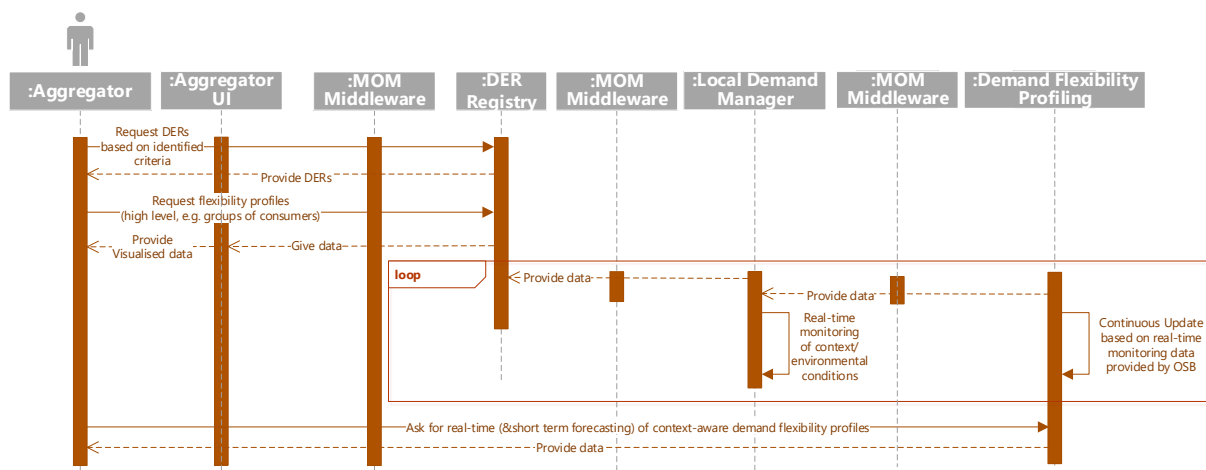 :Aggregator
:Aggregator
UI
:MOM
Middleware
:DER
Registry
:MOM
Middleware
:Local Demand
Manager
:MOM
Middleware
:Demand Flexibility
Profiling
Request DERs
based on identified
criteria
Provide DERs
Request flexibility profiles
(high level, e.g. groups of consumers)
Provide
Visualised data
Give data
loop
Provide data
Provide data
Real-time
monitoring
of context/
environmental
conditions
Continuous Update
based on real-time
monitoring data
provided by OSB
Ask for real-time (&short term forecasting) of context-aware demand flexibility profiles
Provide data